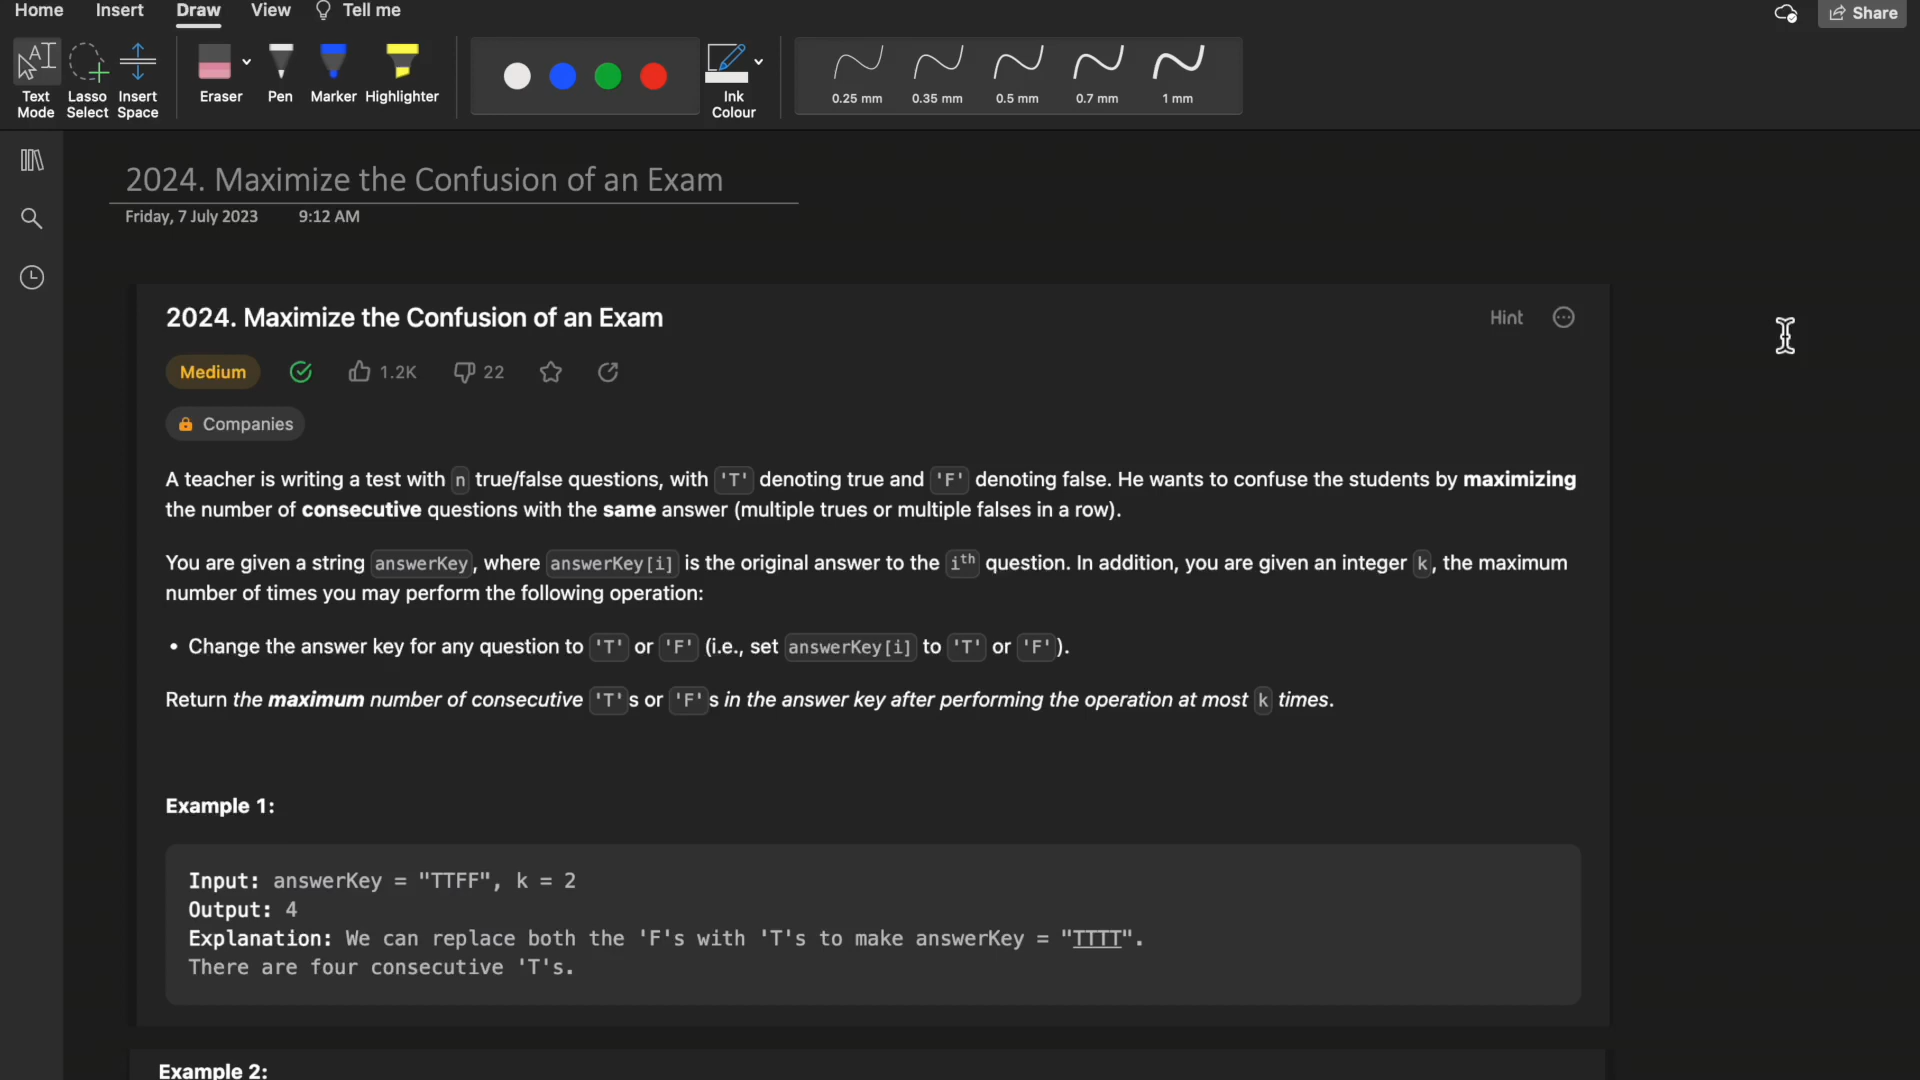 Home Insert Draw View Tell me Share
Text Mode Lasso Select Insert Space Eraser Pen Marker Highlighter Ink Colour 0.25 mm 0.35 mm 0.5 mm 0.7 mm 1 mm
2024. Maximize the Confusion of an Exam
Friday, 7 July 2023 9:12 AM
2024. Maximize the Confusion of an Exam Hint
Medium 1.2K 22
Companies
A teacher is writing a test with n true/false questions, with 'T' denoting true and 'F' denoting false. He wants to confuse the students by maximizing
the number of consecutive questions with the same answer (multiple trues or multiple falses in a row).
You are given a string answerKey, where answerKey[i] is the original answer to the ith question. In addition, you are given an integer k, the maximum
number of times you may perform the following operation:
• Change the answer key for any question to 'T' or 'F' (i.e., set answerKey[i] to 'T' or 'F').
Return the maximum number of consecutive 'T's or 'F's in the answer key after performing the operation at most k times.
Example 1:
Input: answerKey = "TTFF", k = 2
Output: 4
Explanation: We can replace both the 'F's with 'T's to make answerKey = "TTTT".
There are four consecutive 'T's.
Example 2: